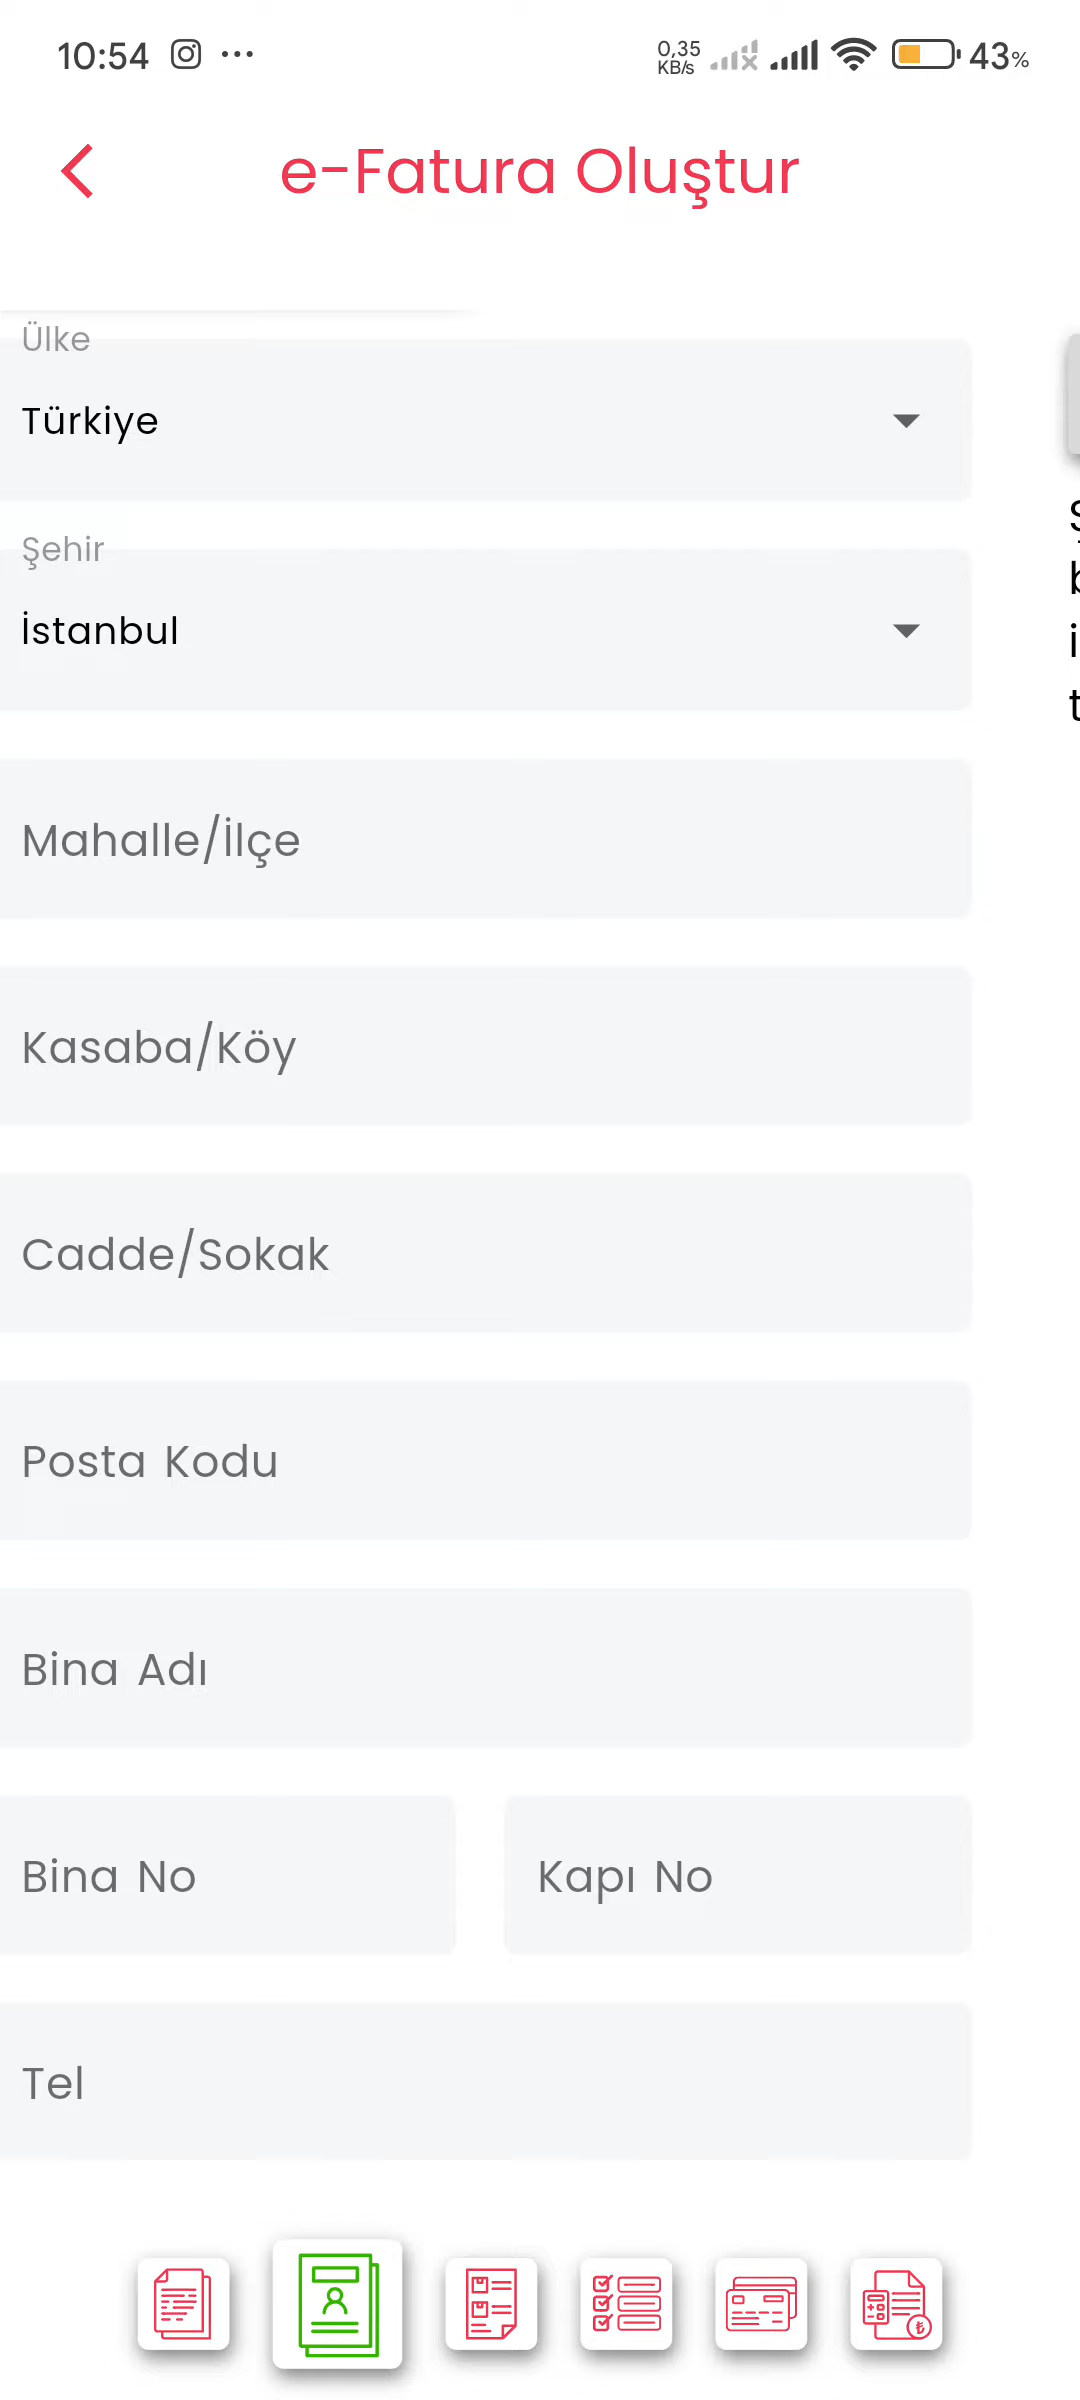 10:54
0,35
KB/s
43%
e-Fatura Oluştur
Ülke
Türkiye
Şehir
İstanbul
Mahalle/İlçe
Kasaba/Köy
Cadde/Sokak
Posta Kodu
Bina Adı
Bina No
Kapı No
Tel